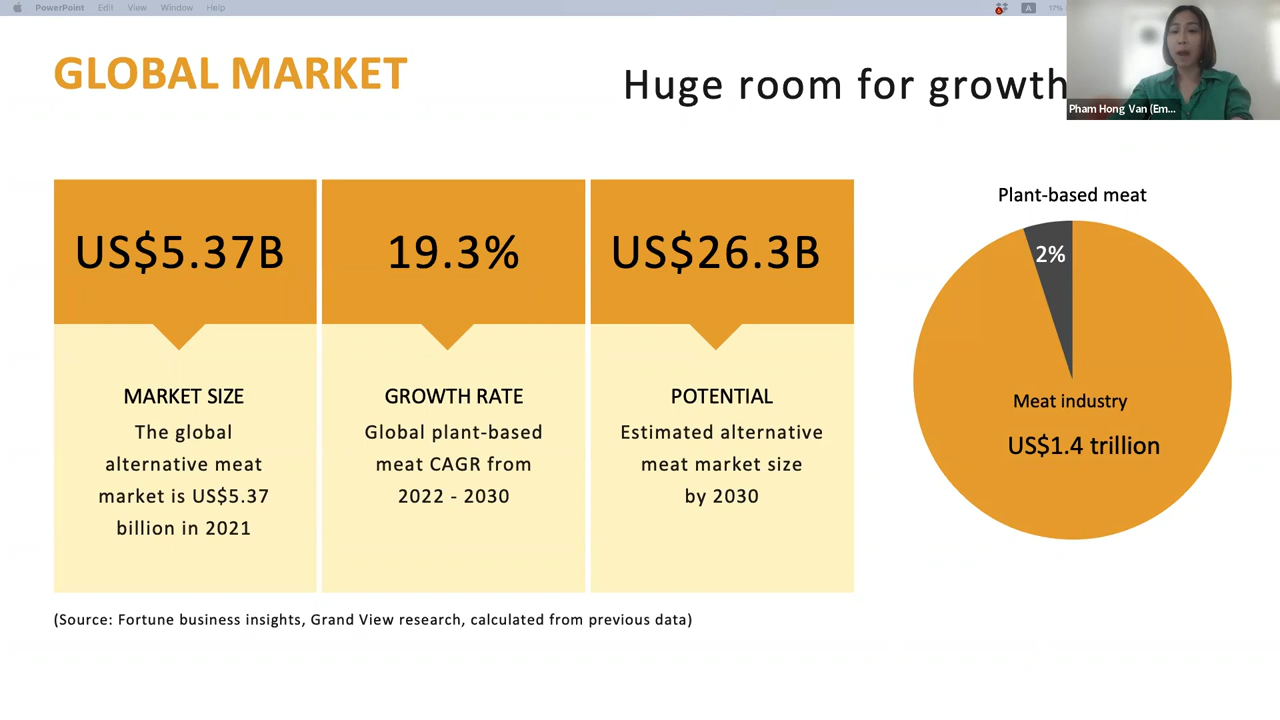 PowerPoint Edit View Window Help
A 17%
GLOBAL MARKET
Huge room for growth
Pham Hong Van (Em...
US$5.37B
MARKET SIZE
The global
alternative meat
market is US$5.37
billion in 2021
19.3%
GROWTH RATE
Global plant-based
meat CAGR from
2022 - 2030
US$26.3B
POTENTIAL
Estimated alternative
meat market size
by 2030
Plant-based meat
2%
Meat industry
US$1.4 trillion
(Source: Fortune business insights, Grand View research, calculated from previous data)